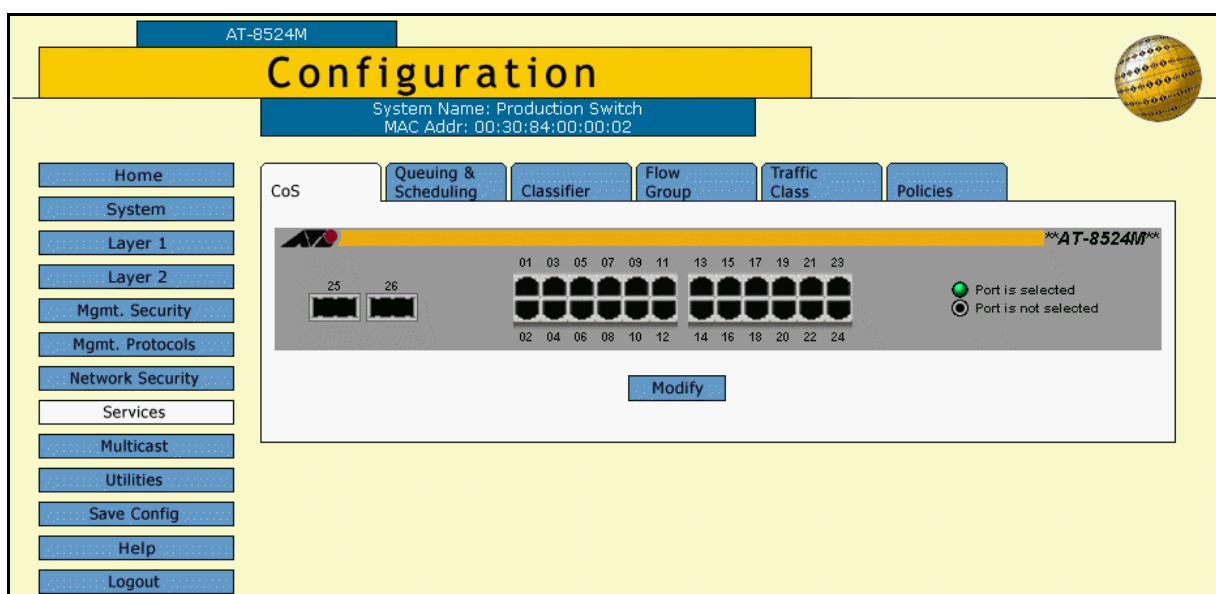 AT-8524M
Configuration
System Name: Production Switch
MAC Addr: 00:30:84:00:00:02
Home
System
Layer 1
Layer 2
Mgmt. Security
Mgmt. Protocols
Network Security
Services
Multicast
Utilities
Save Config
Help
Logout
CoS
Queuing &
Scheduling
Classifier
Flow
Group
Traffic
Class
Policies
**AT-8524M**
01 03 05 07 09 11 13 15 17 19 21 23
25 26
02 04 06 08 10 12 14 16 18 20 22 24
Port is selected
Port is not selected
Modify